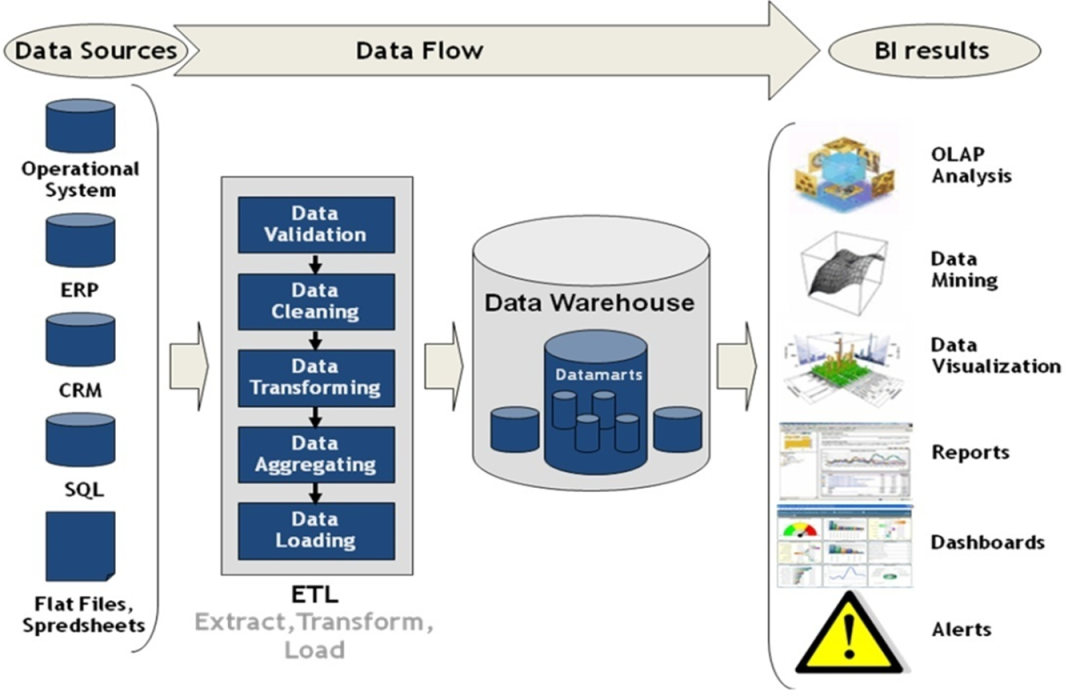 Data Sources
Data Flow
BI results
Operational
System
ERP
CRM
SQL
Flat Files,
Spredsheets
Data
Validation
Data
Cleaning
Data
Transforming
Data
Aggregating
Data
Loading
ETL
Extract,Transform,
Load
Data Warehouse
Datamarts
OLAP
Analysis
Data
Mining
Data
Visualization
Reports
Dashboards
Alerts